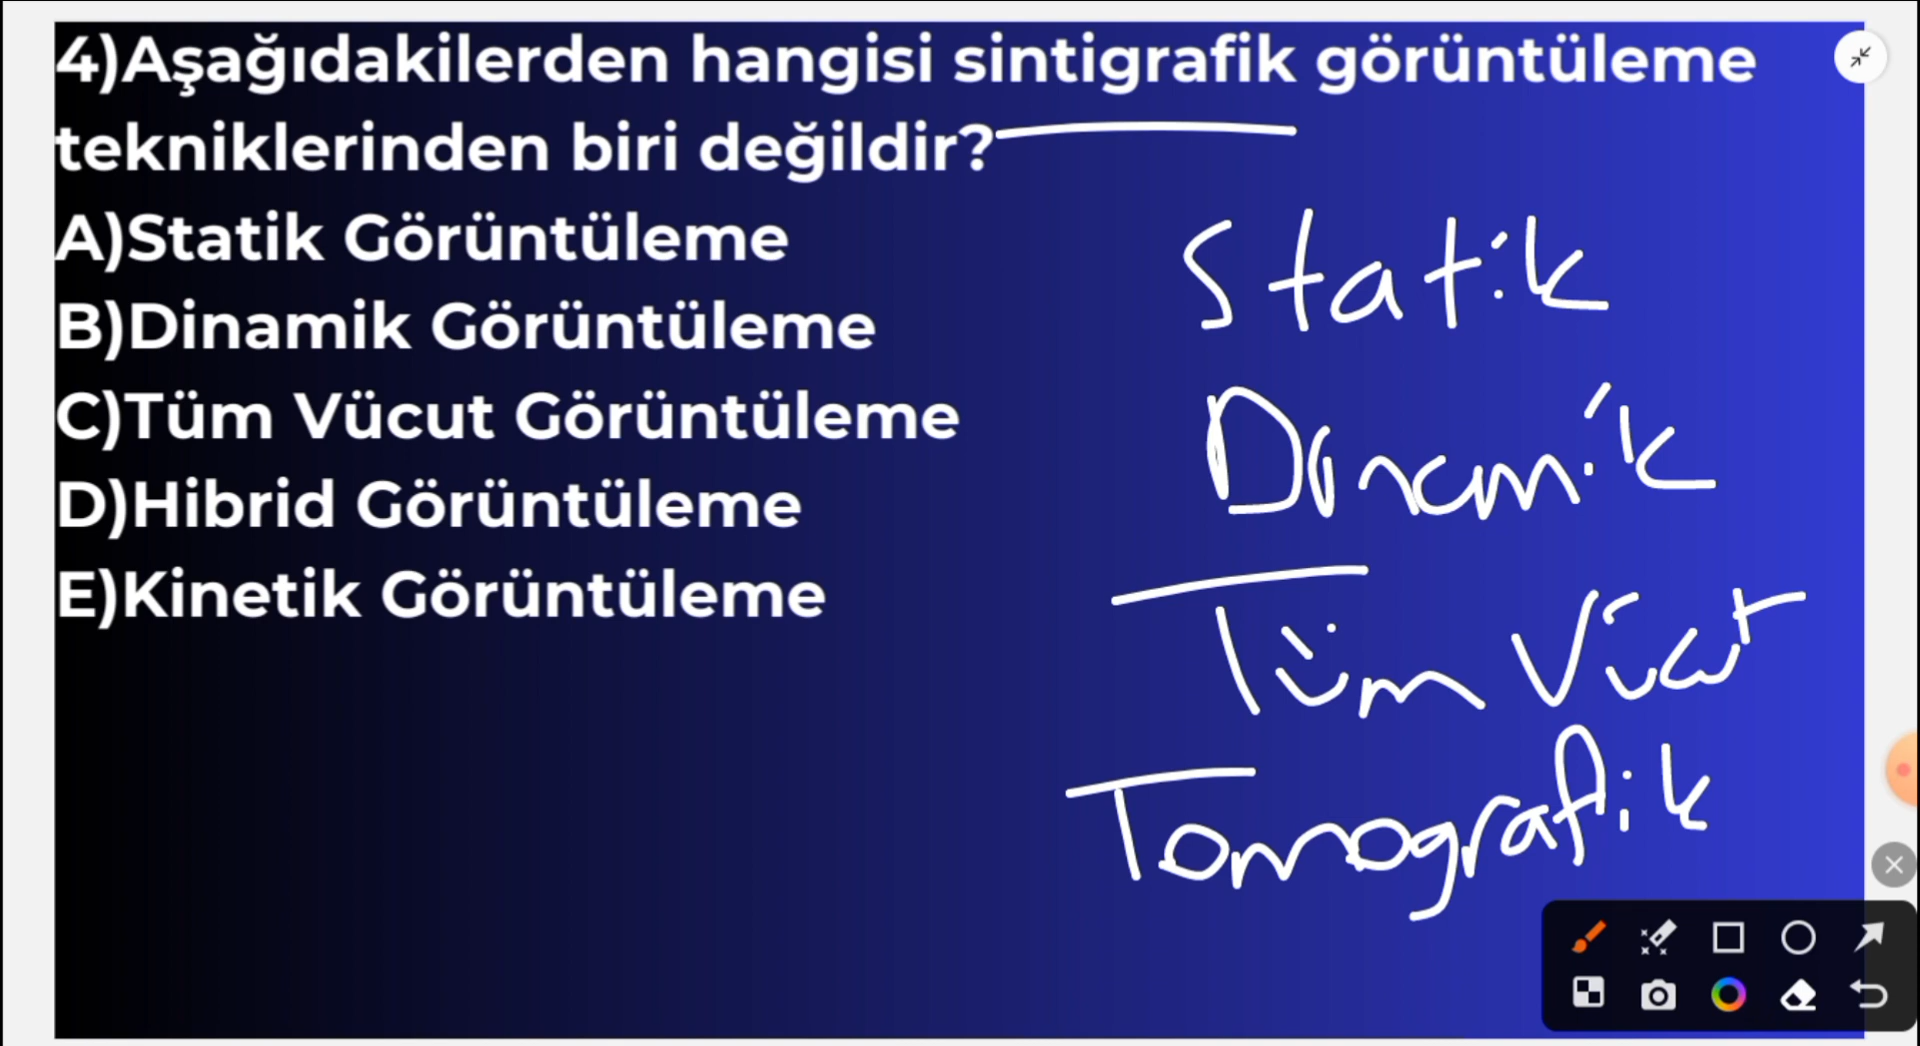 4)Aşağıdakilerden hangisi sintigrafik görüntüleme
tekniklerinden biri değildir?
A)Statik Görüntüleme
B)Dinamik Görüntüleme
C)Tüm Vücut Görüntüleme
D)Hibrid Görüntüleme
E)Kinetik Görüntüleme
Statik
Dinamik
Tüm Vücut
Tomografik